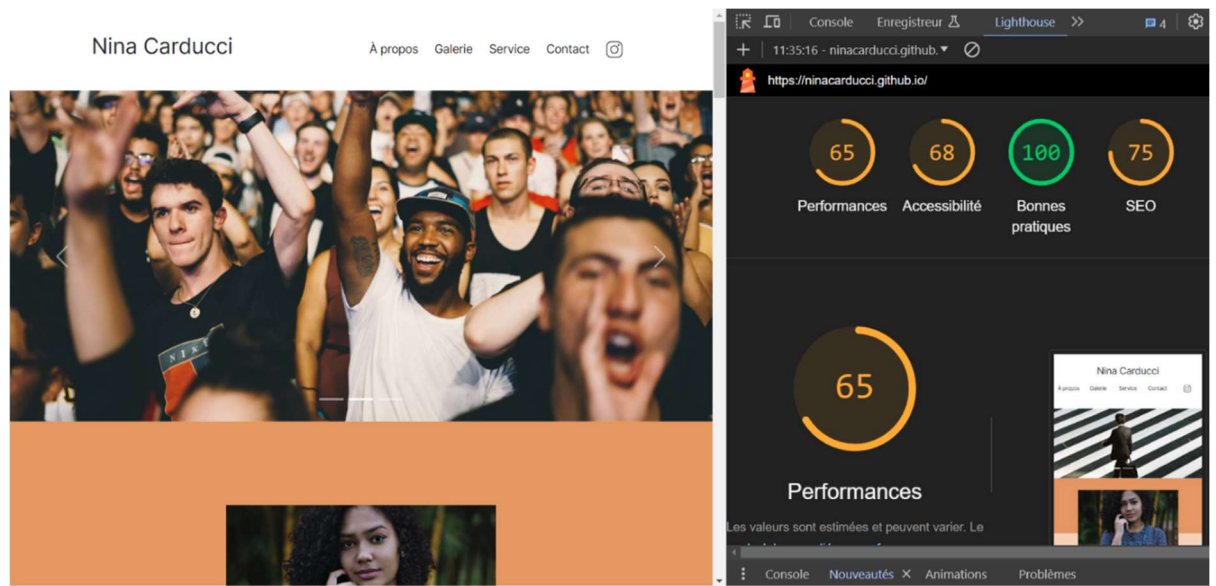 Nina Carducci
À propos Galerie Service Contact
NIKE
Console Enregistreur Lighthouse 4
11:35:16 - ninacarducci.github.
https://ninacarducci.github.io/
65 68 100 75
Performances Accessibilité Bonnes pratiques SEO
65
Performances
Les valeurs sont estimées et peuvent varier. Le
Nina Carducci
À propos Galerie Service Contact
Console Nouveautés Animations Problèmes